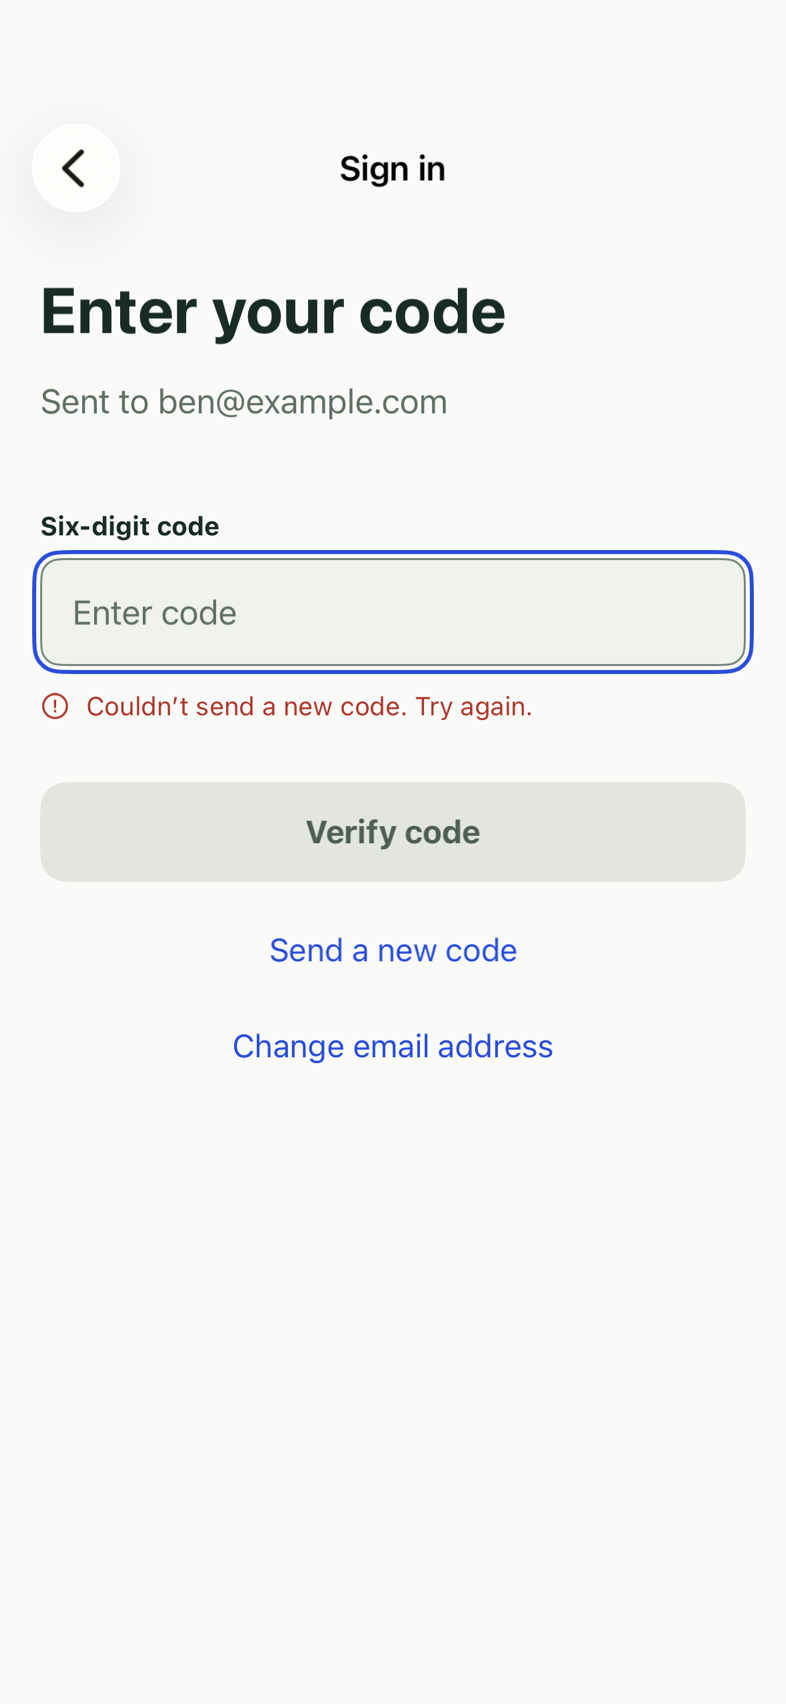 Sign in
Enter your code
Sent to ben@example.com
Six-digit code
Enter code
Couldn’t send a new code. Try again.
Verify code
Send a new code
Change email address